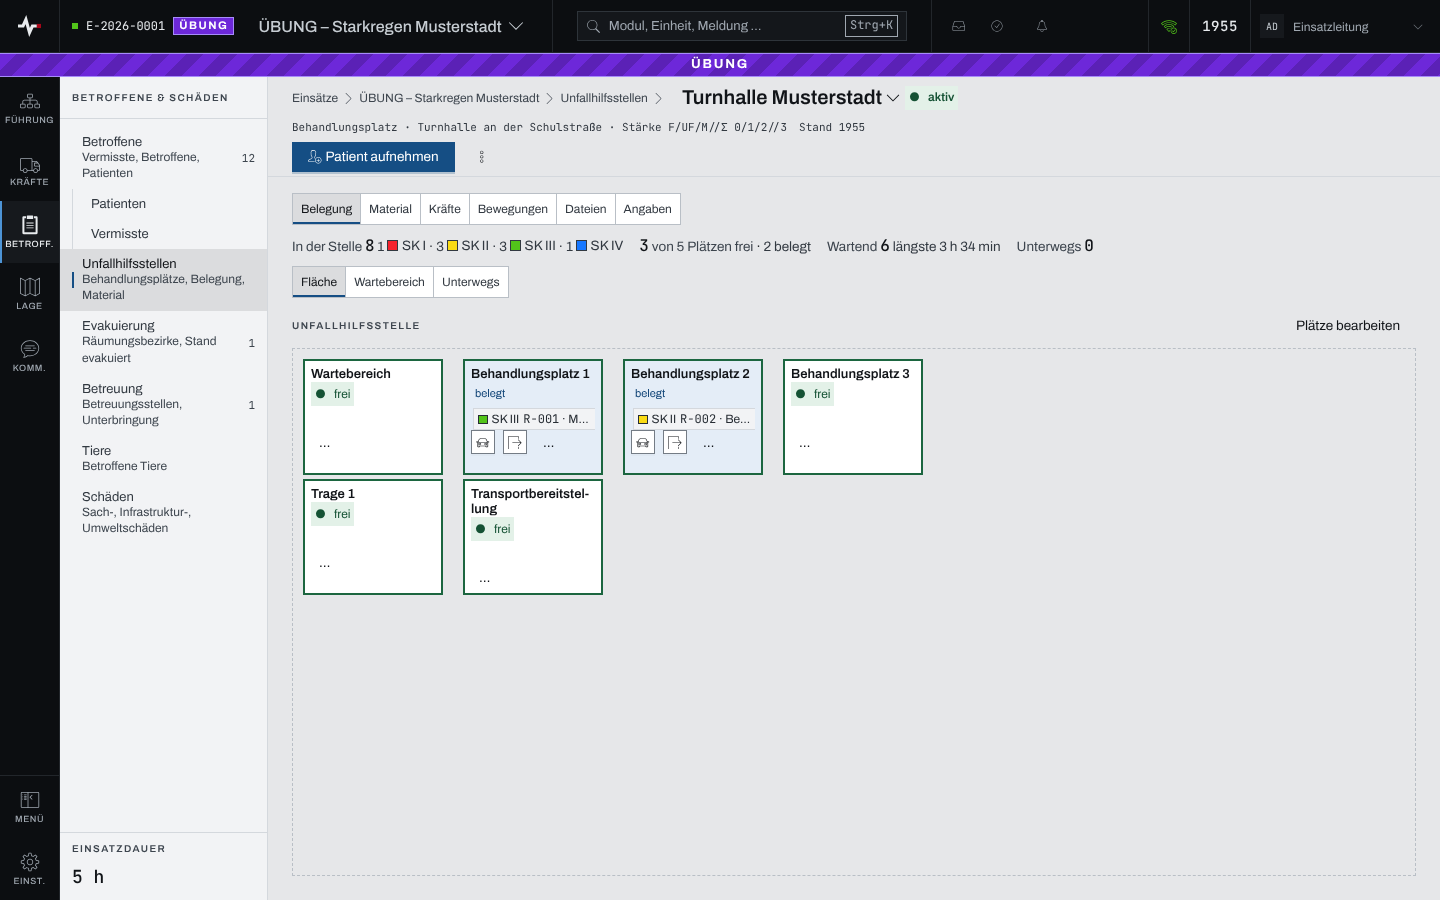 E-2026-0001 ÜBUNG ÜBUNG – Starkregen Musterstadt Modul, Einheit, Meldung ... Strg+K 1955 AD Einsatzleitung
ÜBUNG
FÜHRUNG
KRÄFTE
BETROFF.
LAGE
KOMM.
MENÜ
EINST.
BETROFFENE & SCHÄDEN
Betroffene
Vermisste, Betroffene, 12
Patienten
Patienten
Vermisste
Unfallhilfsstellen
Behandlungsplätze, Belegung,
Material
Evakuierung
Räumungsbezirke, Stand 1
evakuiert
Betreuung
Betreuungsstellen, 1
Unterbringung
Tiere
Betroffene Tiere
Schäden
Sach-, Infrastruktur-,
Umweltschäden
EINSATZDAUER
5 h
Einsätze ÜBUNG – Starkregen Musterstadt Unfallhilfsstellen Turnhalle Musterstadt aktiv
Behandlungsplatz · Turnhalle an der Schulstraße · Stärke F/UF/M//Σ 0/1/2//3 Stand 1955
Patient aufnehmen
Belegung Material Kräfte Bewegungen Dateien Angaben
In der Stelle 8 1 SK I · 3 SK II · 3 SK III · 1 SK IV 3 von 5 Plätzen frei · 2 belegt Wartend 6 längste 3 h 34 min Unterwegs 0
Fläche Wartebereich Unterwegs
UNFALLHILFSSTELLE Plätze bearbeiten
Wartebereich
frei
...
Behandlungsplatz 1
belegt
SK III R-001 · M...
...
Behandlungsplatz 2
belegt
SK II R-002 · Be...
...
Behandlungsplatz 3
frei
...
Trage 1
frei
...
Transportbereitstel-
lung
frei
...